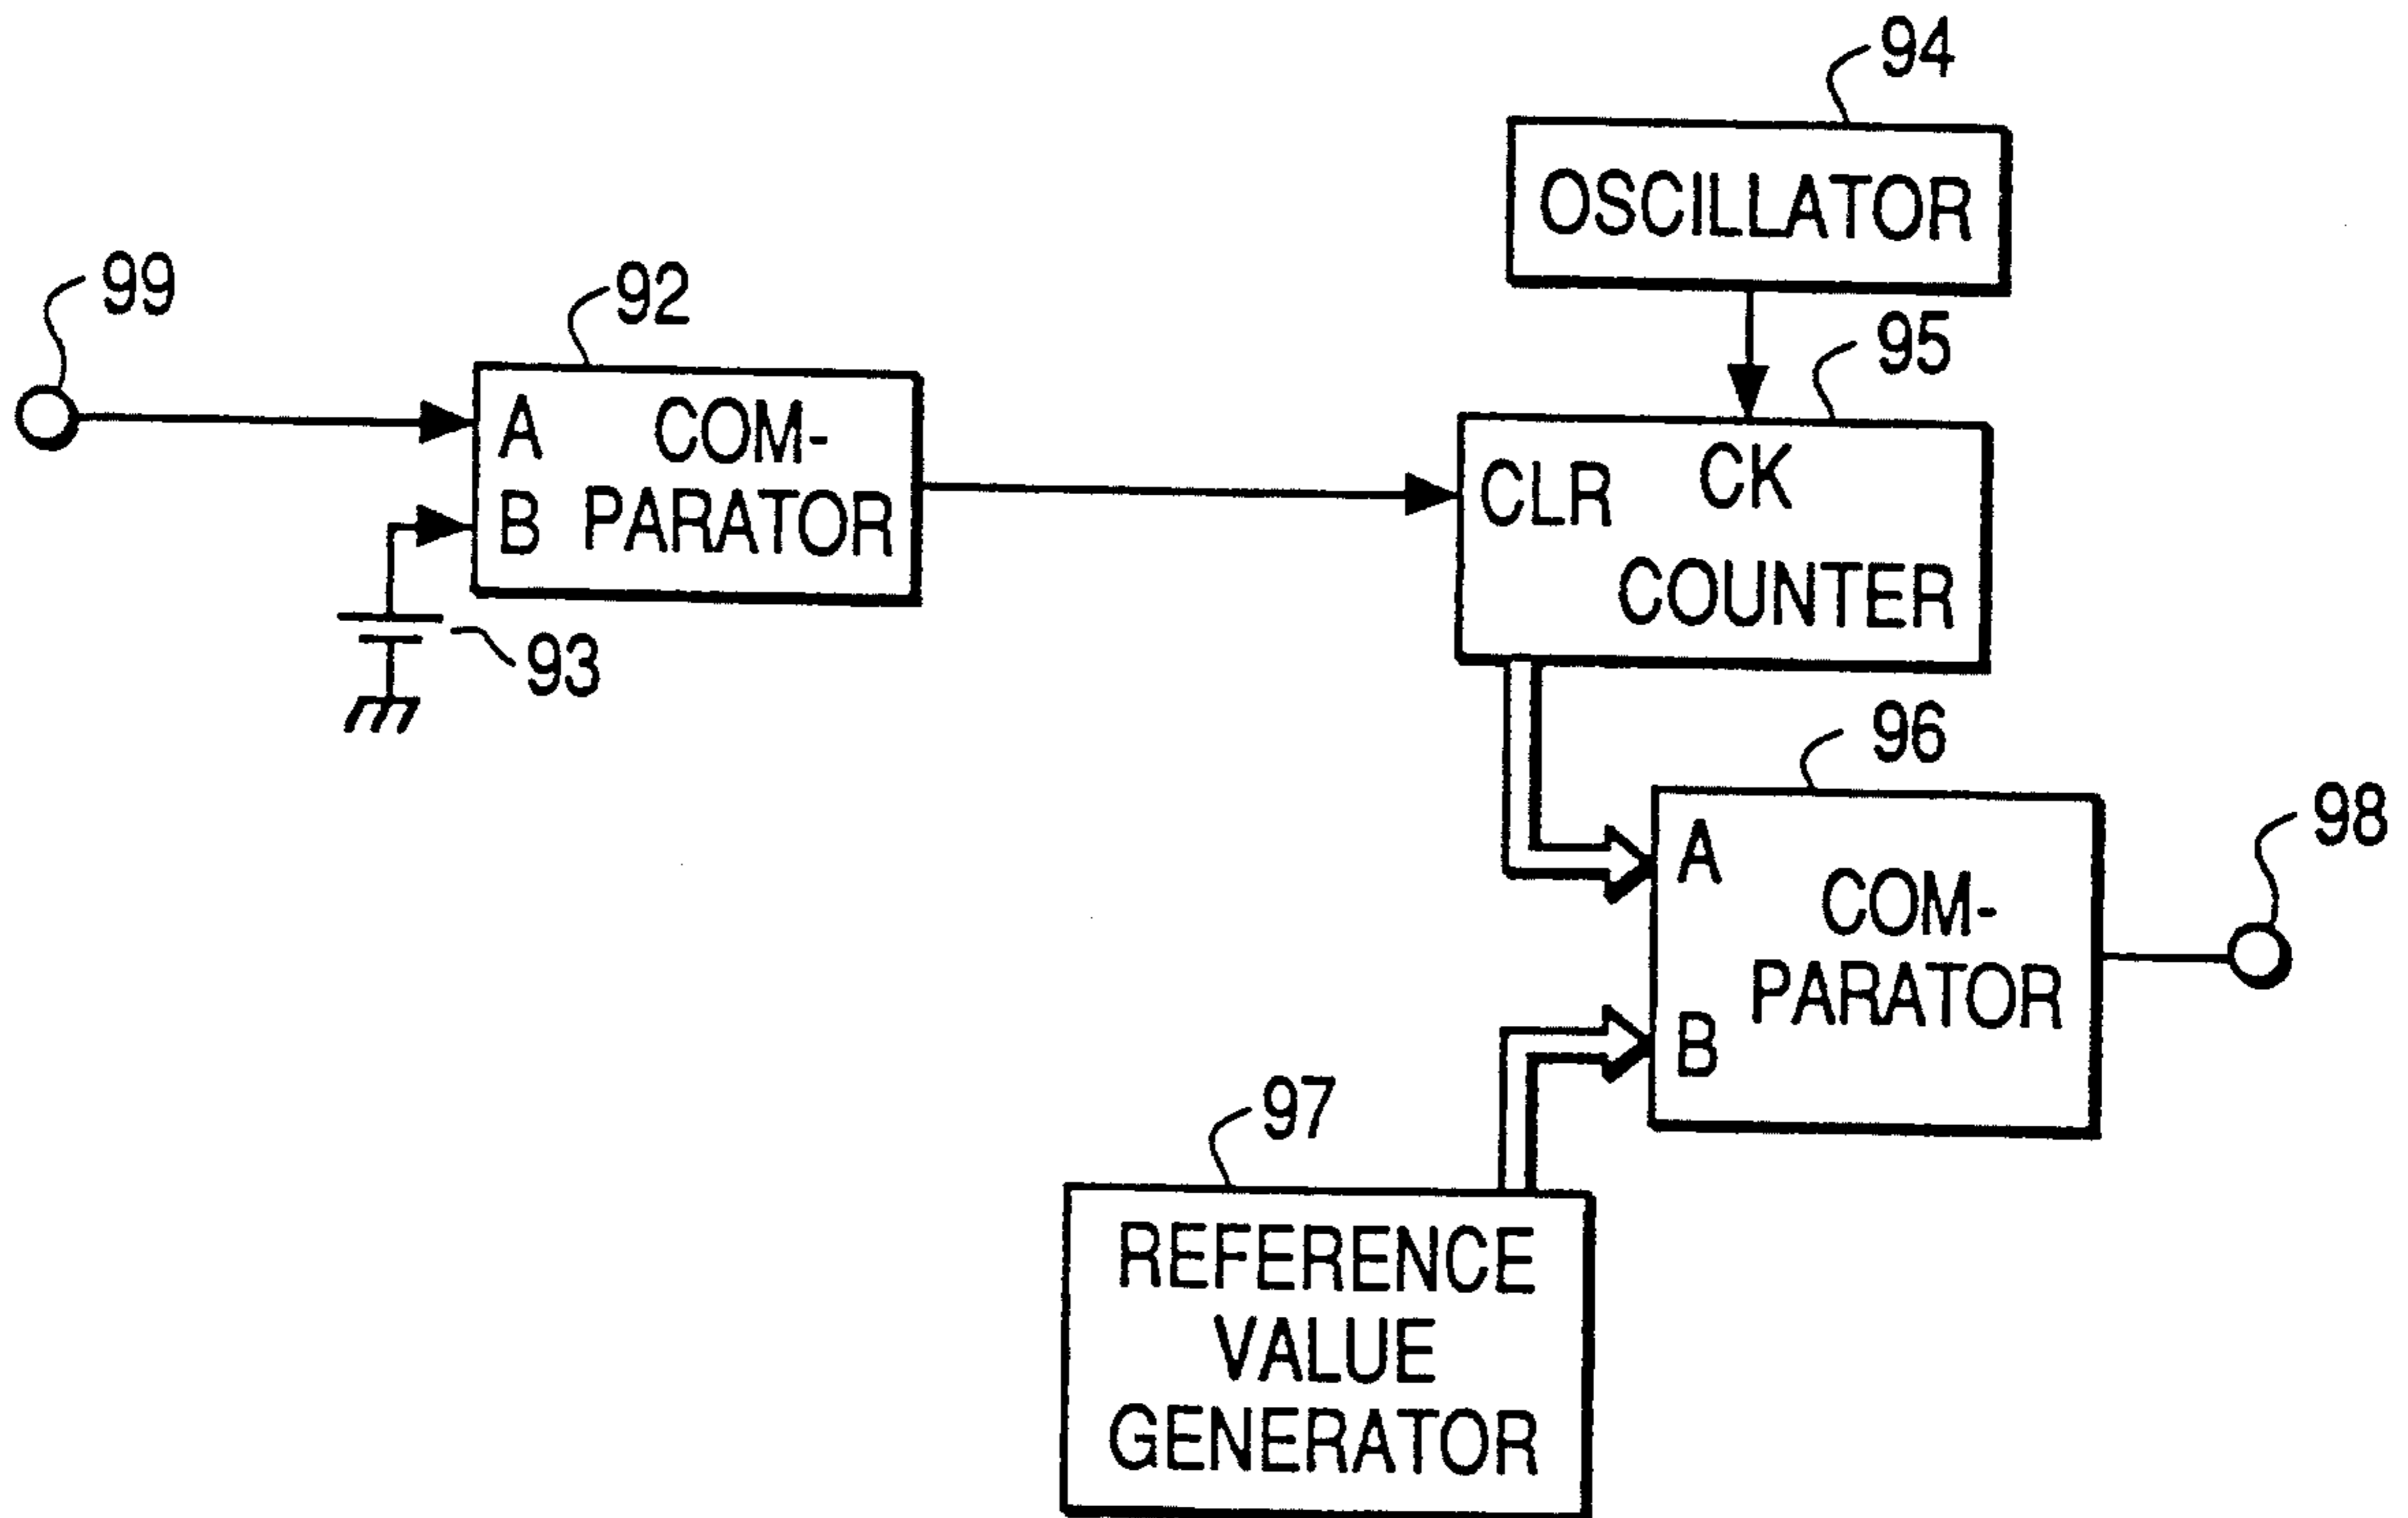 94
OSCILLATOR
99
92
A COM-
B PARATOR
93
95
CLR CK
COUNTER
96
A COM-
PARATOR
B
98
97
REFERENCE
VALUE
GENERATOR